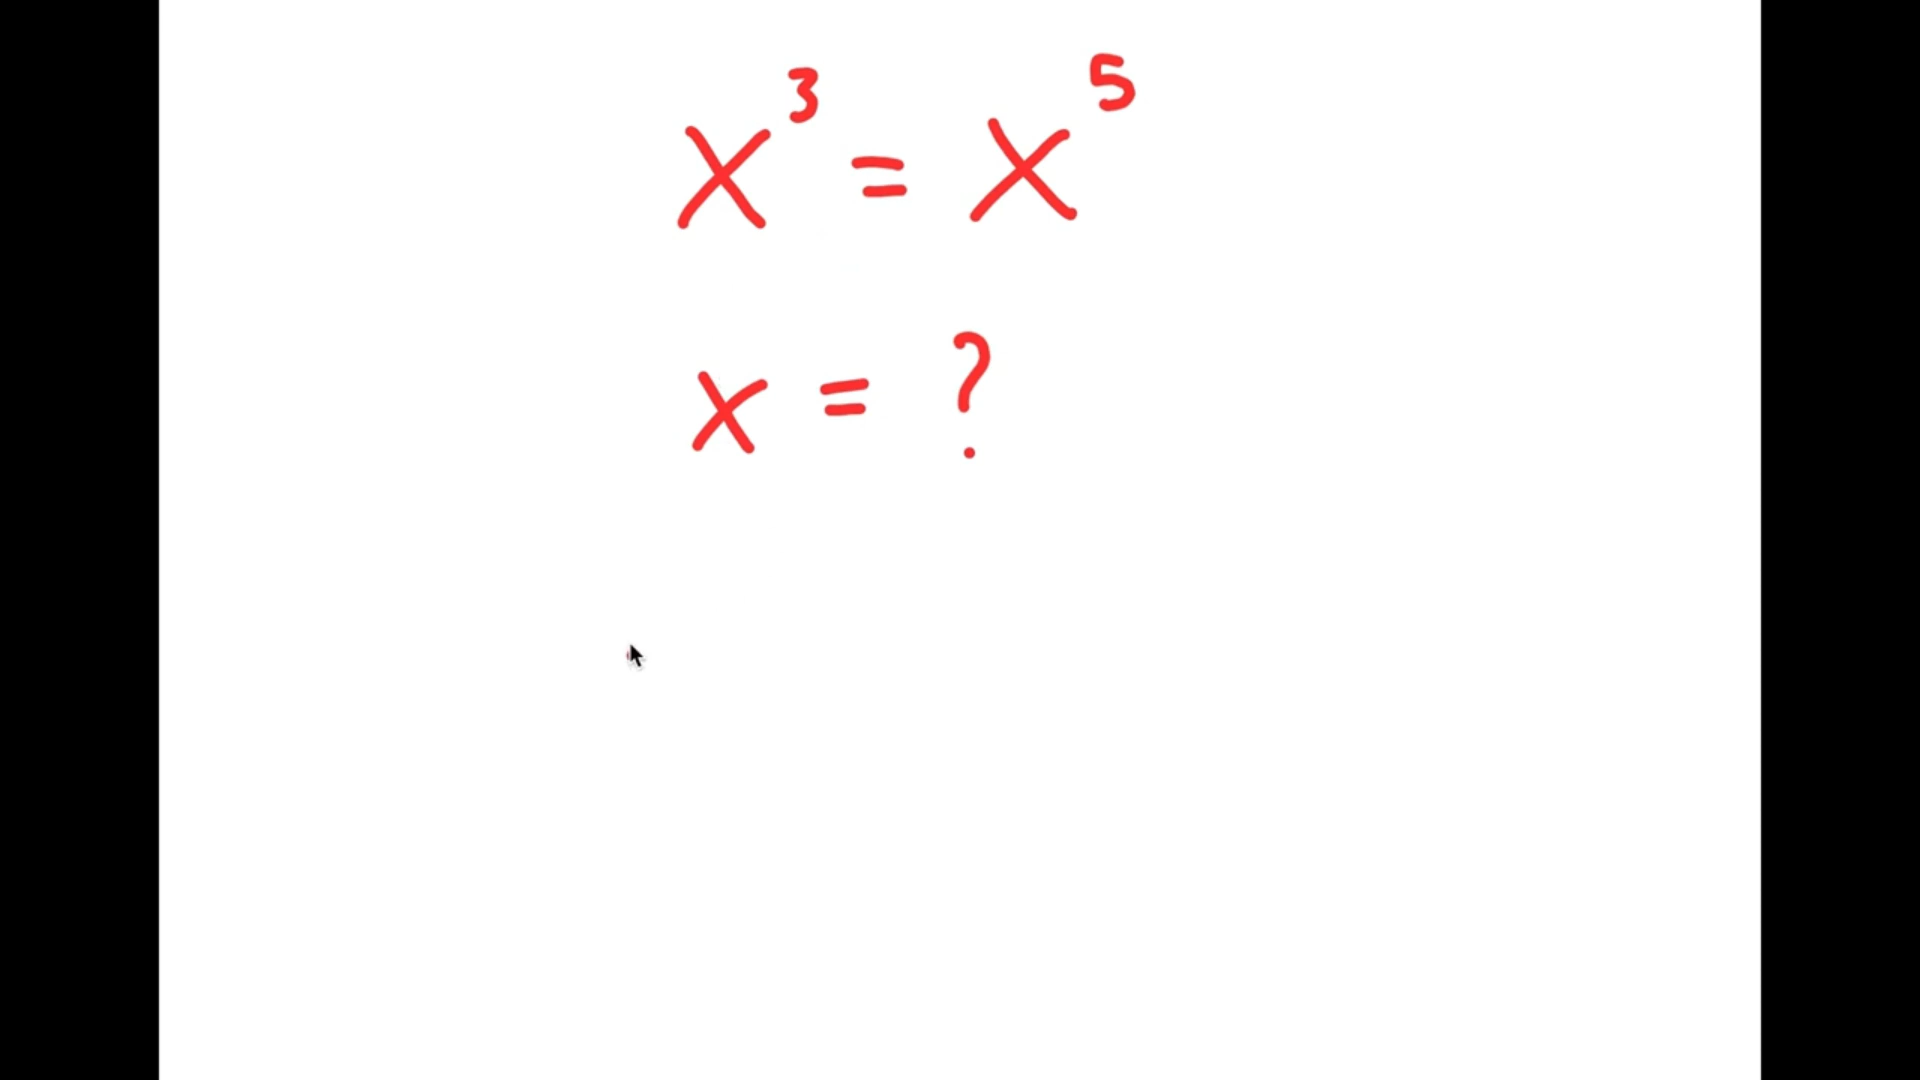 x³ = x⁵
x = ?